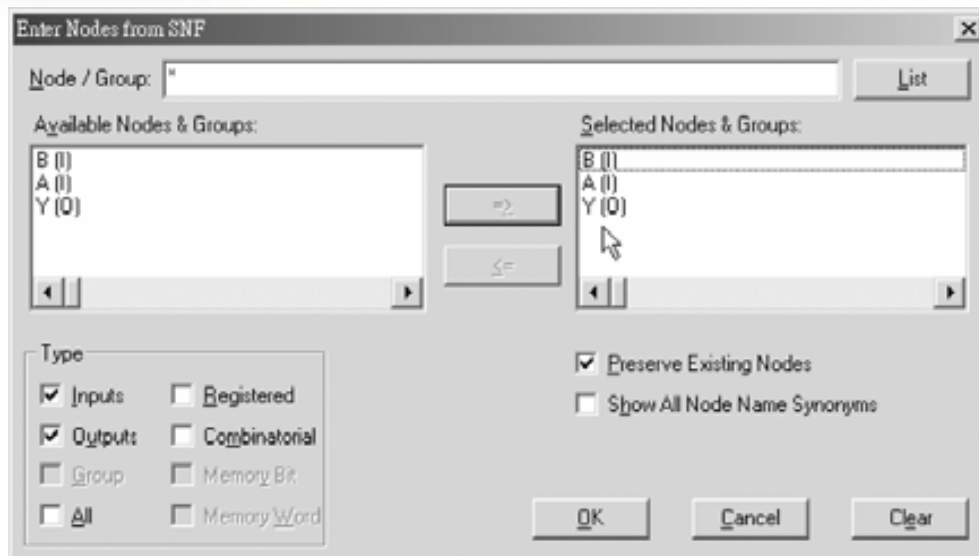 Enter Nodes from SNF
Node / Group: *
List
Available Nodes & Groups:
B (I)
A (I)
Y (O)
=>
<=
Selected Nodes & Groups:
B (I)
A (I)
Y (O)
Type
Inputs
Registered
Outputs
Combinatorial
Group
Memory Bit
All
Memory Word
Preserve Existing Nodes
Show All Node Name Synonyms
OK
Cancel
Clear